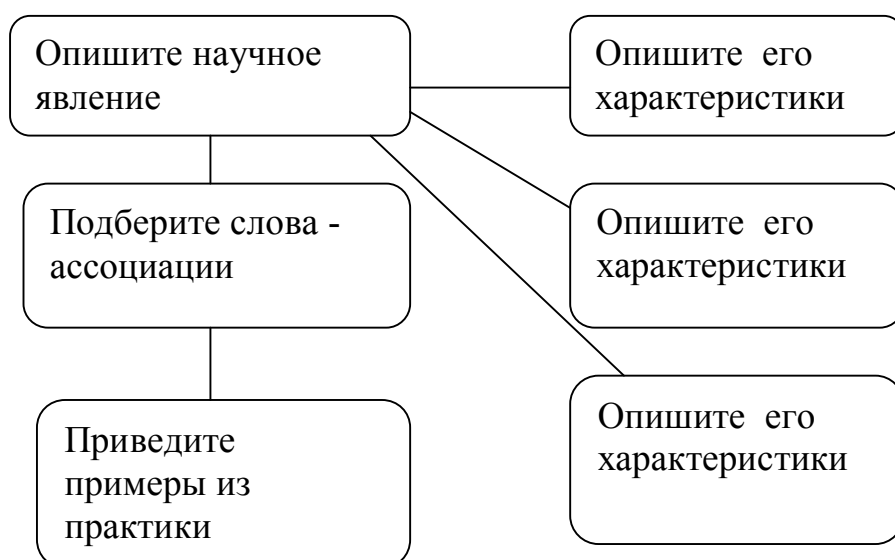 Опишите научное
явление
Опишите его
характеристики
Подберите слова -
ассоциации
Опишите его
характеристики
Приведите
примеры из
практики
Опишите его
характеристики